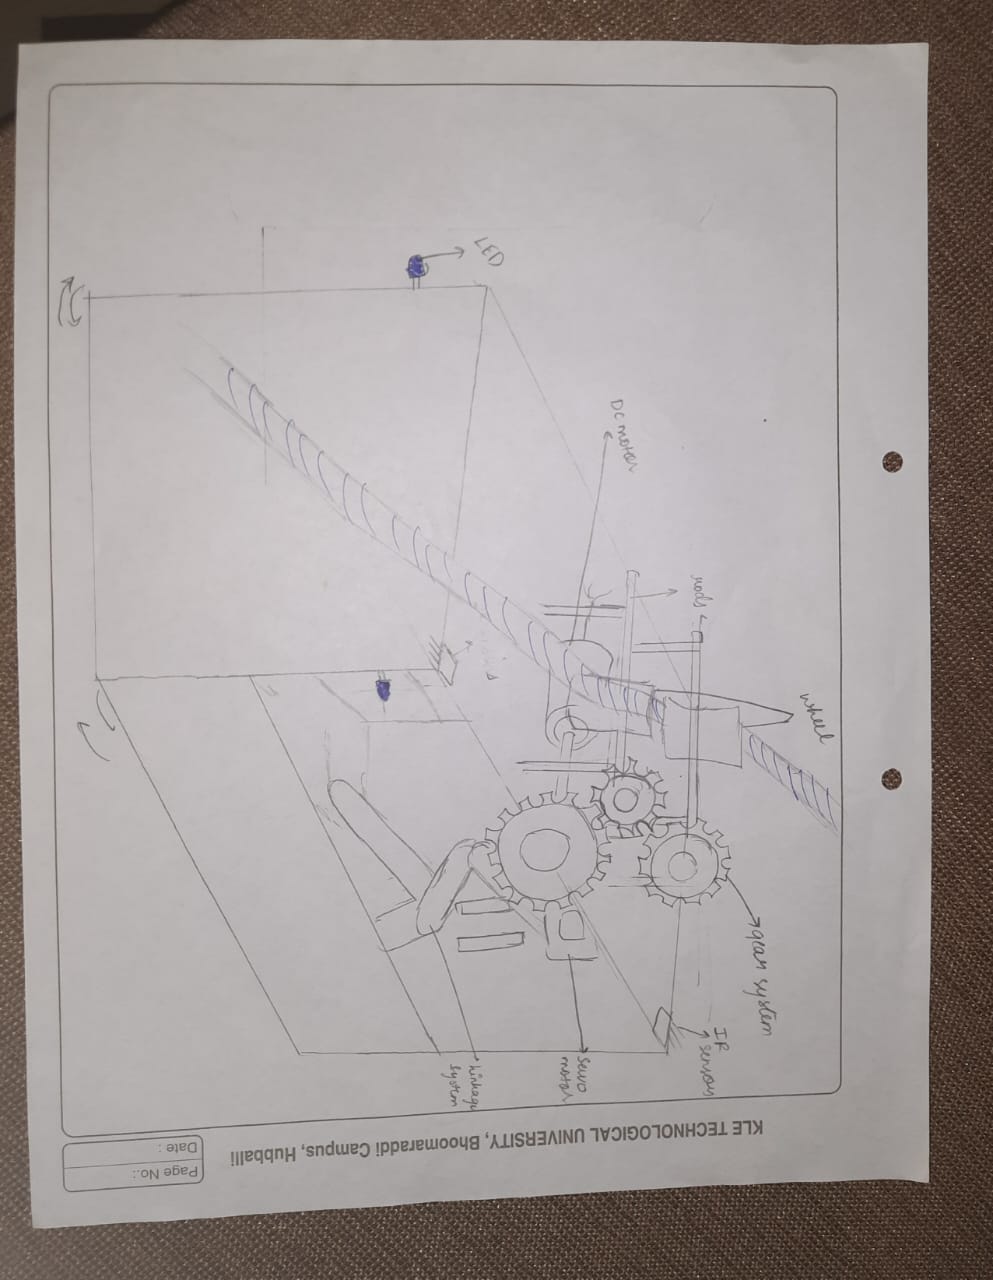 KLE TECHNOLOGICAL UNIVERSITY, Bhoomaraddi Campus, Hubballi
Page No.:
Date :
LED
DC motor
rods
wheel
gear system
IR
sensors
servo
motor
linkage
system